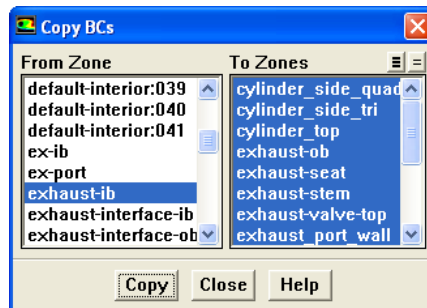 Copy BCs
From Zone
default-interior:039
default-interior:040
default-interior:041
ex-ib
ex-port
exhaust-ib
exhaust-interface-ib
exhaust-interface-ob
To Zones
cylinder_side_quad
cylinder_side_tri
cylinder_top
exhaust-ob
exhaust-seat
exhaust-stem
exhaust-valve-top
exhaust_port_wall
Copy
Close
Help